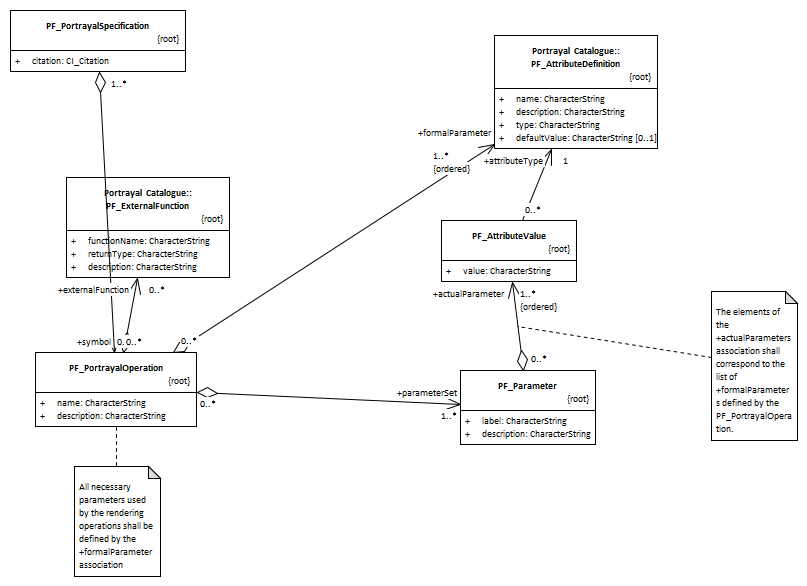 PF_PortrayalSpecification
{root}
+ citation: CI_Citation
1..*
Portrayal Catalogue::
PF_AttributeDefinition
{root}
+ name: CharacterString
+ description: CharacterString
+ type: CharacterString
+ defaultValue: CharacterString [0..1]
+formalParameter
1..*
{ordered}
+attributeType 1
Portrayal Catalogue::
PF_ExternalFunction
{root}
+ functionName: CharacterString
+ returnType: CharacterString
+ description: CharacterString
+externalFunction 0..*
0..*
PF_AttributeValue
{root}
+ value: CharacterString
+actualParameter 1..*
{ordered}
The elements of
the
+actualParameters
association shall
correspond to the
list of
+formalParameter
s defined by the
PF_PortrayalOpera
tion.
+symbol 0..0..*
0..*
0..*
PF_PortrayalOperation
{root}
+ name: CharacterString
+ description: CharacterString
0..*
+parameterSet
1..*
PF_Parameter
{root}
+ label: CharacterString
+ description: CharacterString
All necessary
parameters used
by the rendering
operations shall be
defined by the
+formalParameter
association